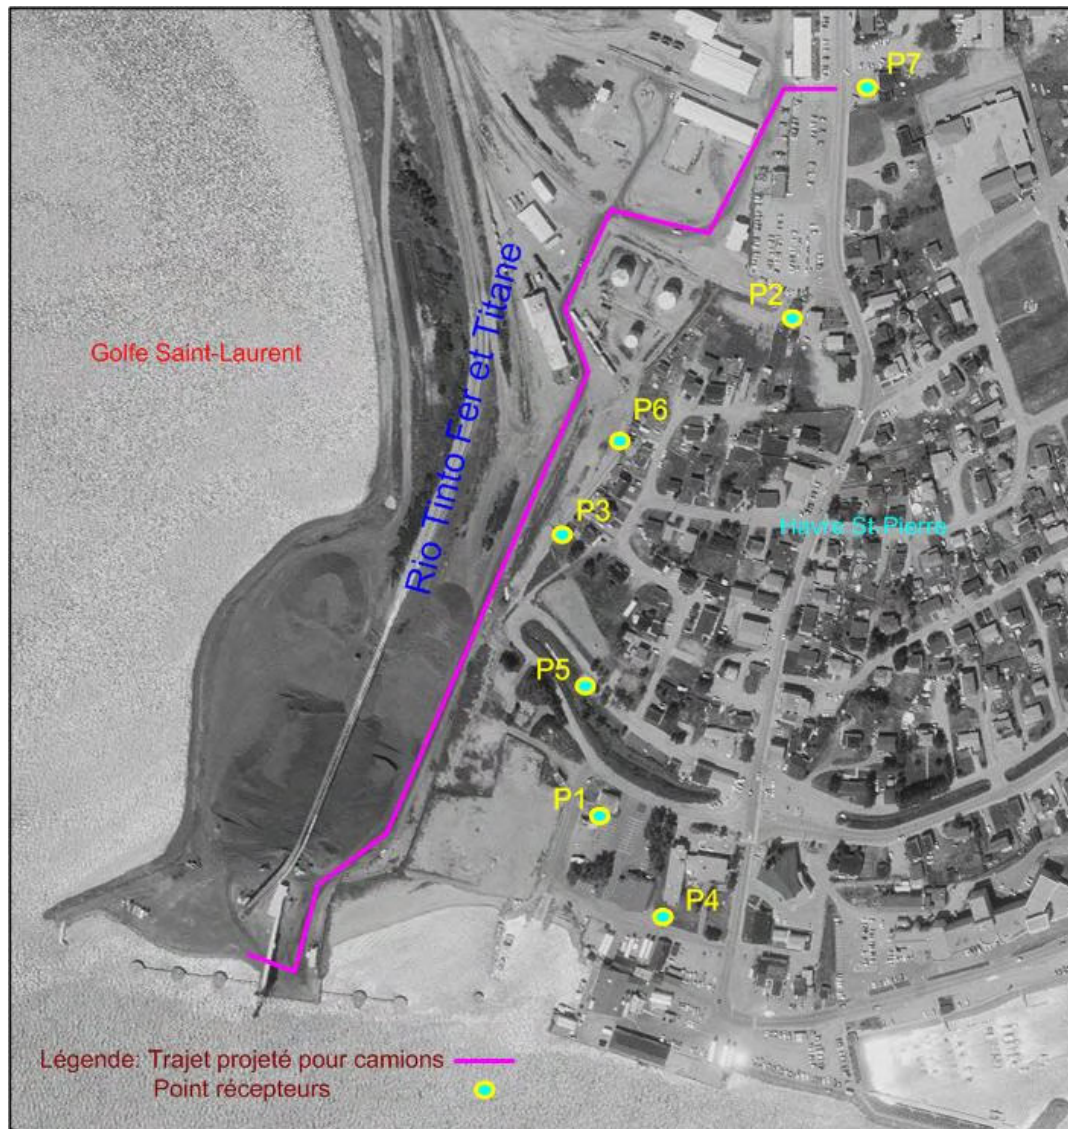 P7
P2
Rio Tinto Fer et Titane
Golfe Saint-Laurent
P6
P3
Havre St-Pierre
P5
P1
P4
Légende: Trajet projeté pour camions
Point récepteurs